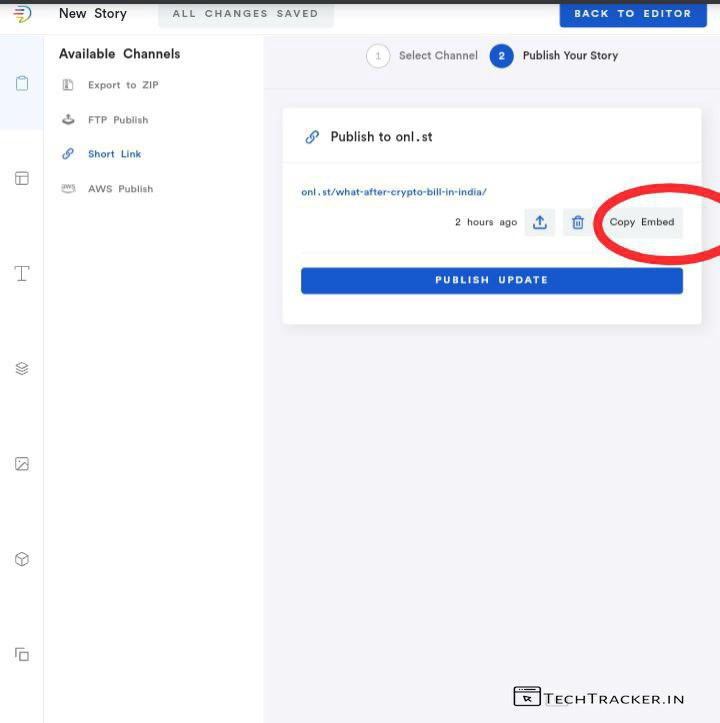 New Story
ALL CHANGES SAVED
BACK TO EDITOR
Available Channels
Export to ZIP
FTP Publish
Short Link
aws AWS Publish
1 Select Channel 2 Publish Your Story
Publish to onl.st
onl.st/what-after-crypto-bill-in-india/
2 hours ago Copy Embed
PUBLISH UPDATE
TECHTRACKER.IN